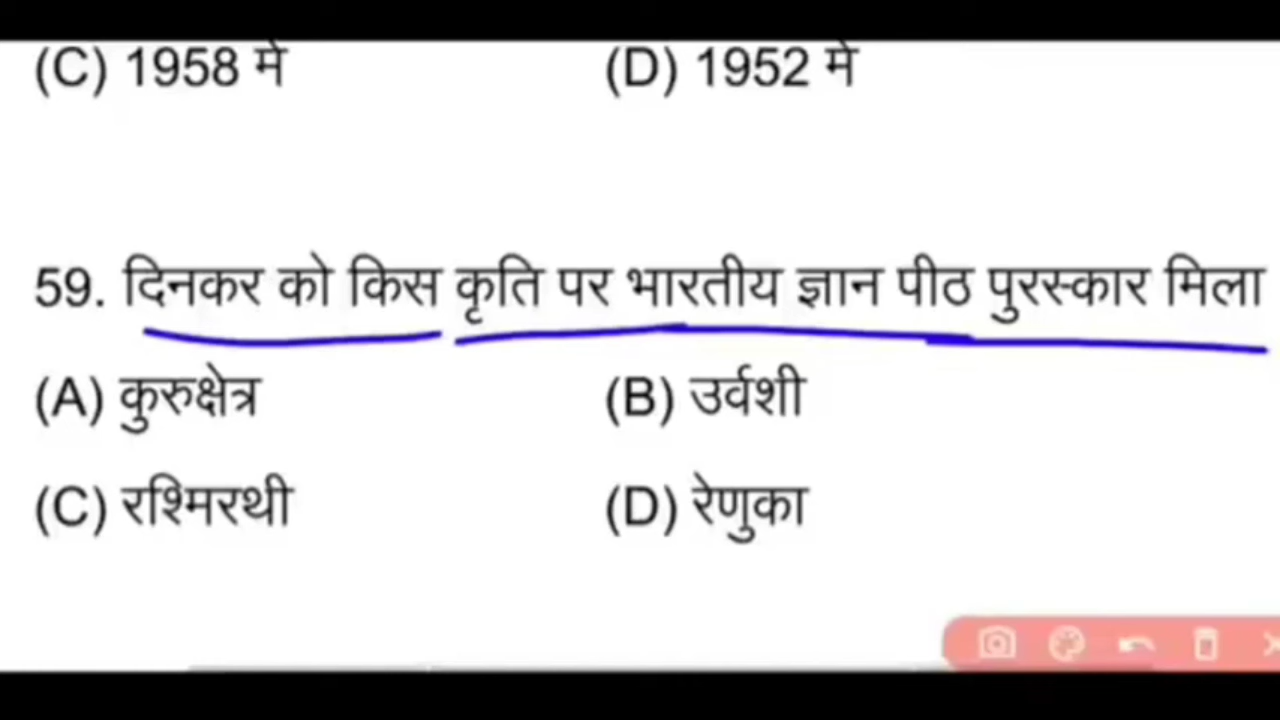 (C) 1958 में (D) 1952 में
59. दिनकर को किस कृति पर भारतीय ज्ञान पीठ पुरस्कार मिला
(A) कुरुक्षेत्र (B) उर्वशी
(C) रश्मिरथी (D) रेणुका